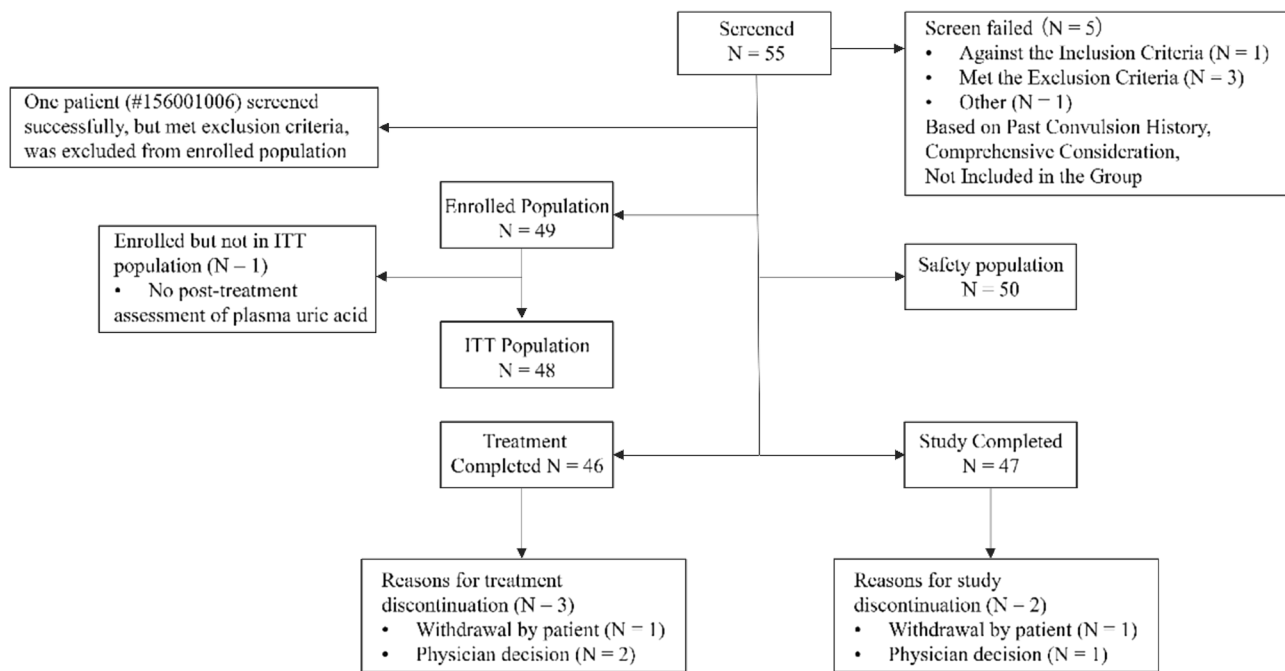 Screened
N = 55
Screen failed (N = 5)
• Against the Inclusion Criteria (N = 1)
• Met the Exclusion Criteria (N = 3)
• Other (N = 1)
Based on Past Convulsion History,
Comprehensive Consideration,
Not Included in the Group
One patient (#156001006) screened
successfully, but met exclusion criteria,
was excluded from enrolled population
Enrolled Population
N = 49
Enrolled but not in ITT
population (N – 1)
• No post-treatment
assessment of plasma uric acid
Safety population
N = 50
ITT Population
N = 48
Treatment
Completed N = 46
Study Completed
N = 47
Reasons for treatment
discontinuation (N – 3)
• Withdrawal by patient (N = 1)
• Physician decision (N = 2)
Reasons for study
discontinuation (N – 2)
• Withdrawal by patient (N = 1)
• Physician decision (N = 1)